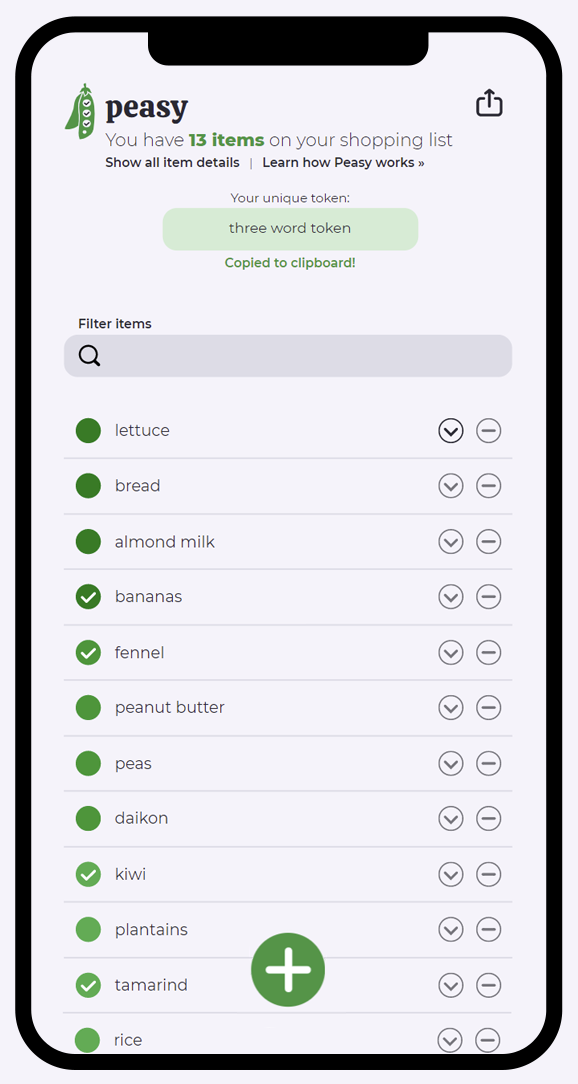 peasy
You have 13 items on your shopping list
Show all item details | Learn how Peasy works »
Your unique token:
three word token
Copied to clipboard!
Filter items
lettuce
bread
almond milk
bananas
fennel
peanut butter
peas
daikon
kiwi
plantains
tamarind
rice